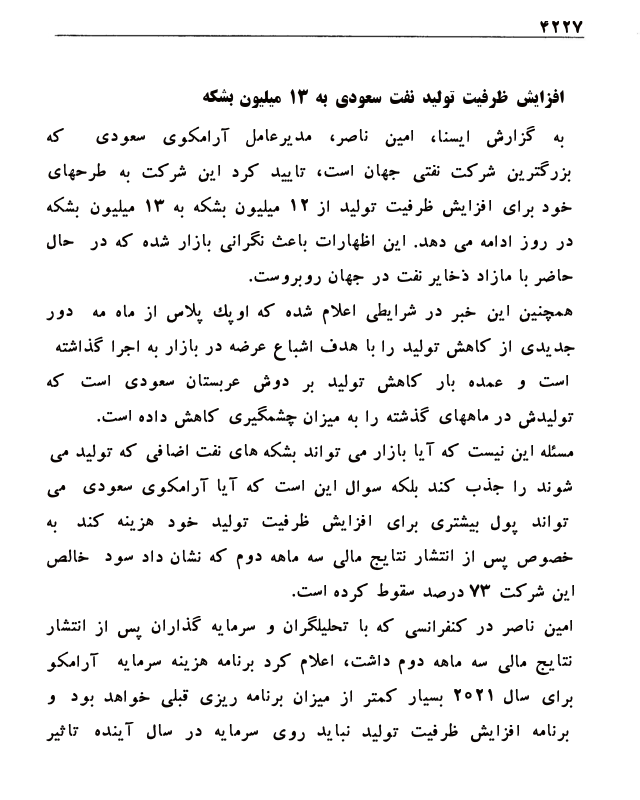 ۴۲۲۷
افزایش ظرفیت تولید نفت سعودی به ۱۳ میلیون بشکه
به گزارش ایسنا، امین ناصر، مدیرعامل آرامکوی سعودی که
بزرگترین شرکت نفتی جهان است، تایید کرد این شرکت به طرحهای
خود برای افزایش ظرفیت تولید از ۱۲ میلیون بشکه به ۱۳ میلیون بشکه
در روز ادامه می دهد. این اظهارات باعث نگرانی بازار شده که در حال
حاضر با مازاد ذخایر نفت در جهان روبروست.
همچنین این خبر در شرایطی اعلام شده که اوپك پلاس از ماه مه دور
جدیدی از کاهش تولید را با هدف اشباع عرضه در بازار به اجرا گذاشته
است و عمده بار کاهش تولید بر دوش عربستان سعودی است که
تولیدش در ماههای گذشته را به میزان چشمگیری کاهش داده است.
مسئله این نیست که آیا بازار می تواند بشکه های نفت اضافی که تولید می
شوند را جذب کند بلکه سوال این است که آیا آرامکوی سعودی می
تواند پول بیشتری برای افزایش ظرفیت تولید خود هزینه کند به
خصوص پس از انتشار نتایج مالی سه ماهه دوم که نشان داد سود خالص
این شرکت ۷۳ درصد سقوط کرده است.
امین ناصر در کنفرانسی که با تحلیلگران و سرمایه گذاران پس از انتشار
نتایج مالی سه ماهه دوم داشت، اعلام کرد برنامه هزینه سرمایه آرامکو
برای سال ۲۰۲۱ بسیار کمتر از میزان برنامه ریزی قبلی خواهد بود و
برنامه افزایش ظرفیت تولید نباید روی سرمایه در سال آینده تاثیر